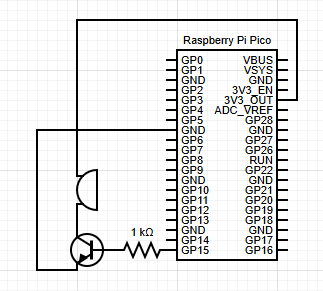 Raspberry Pi Pico
GP0 VBUS
GP1 VSYS
GND GND
GP2 3V3_EN
GP3 3V3_OUT
GP4 ADC_VREF
GP5 GP28
GND GND
GP6 GP27
GP7 GP26
GP8 RUN
GP9 GP22
GND GND
GP10 GP21
GP11 GP20
GP12 GP19
GP13 GP18
GND GND
1 kΩ GP14 GP17
GP15 GP16